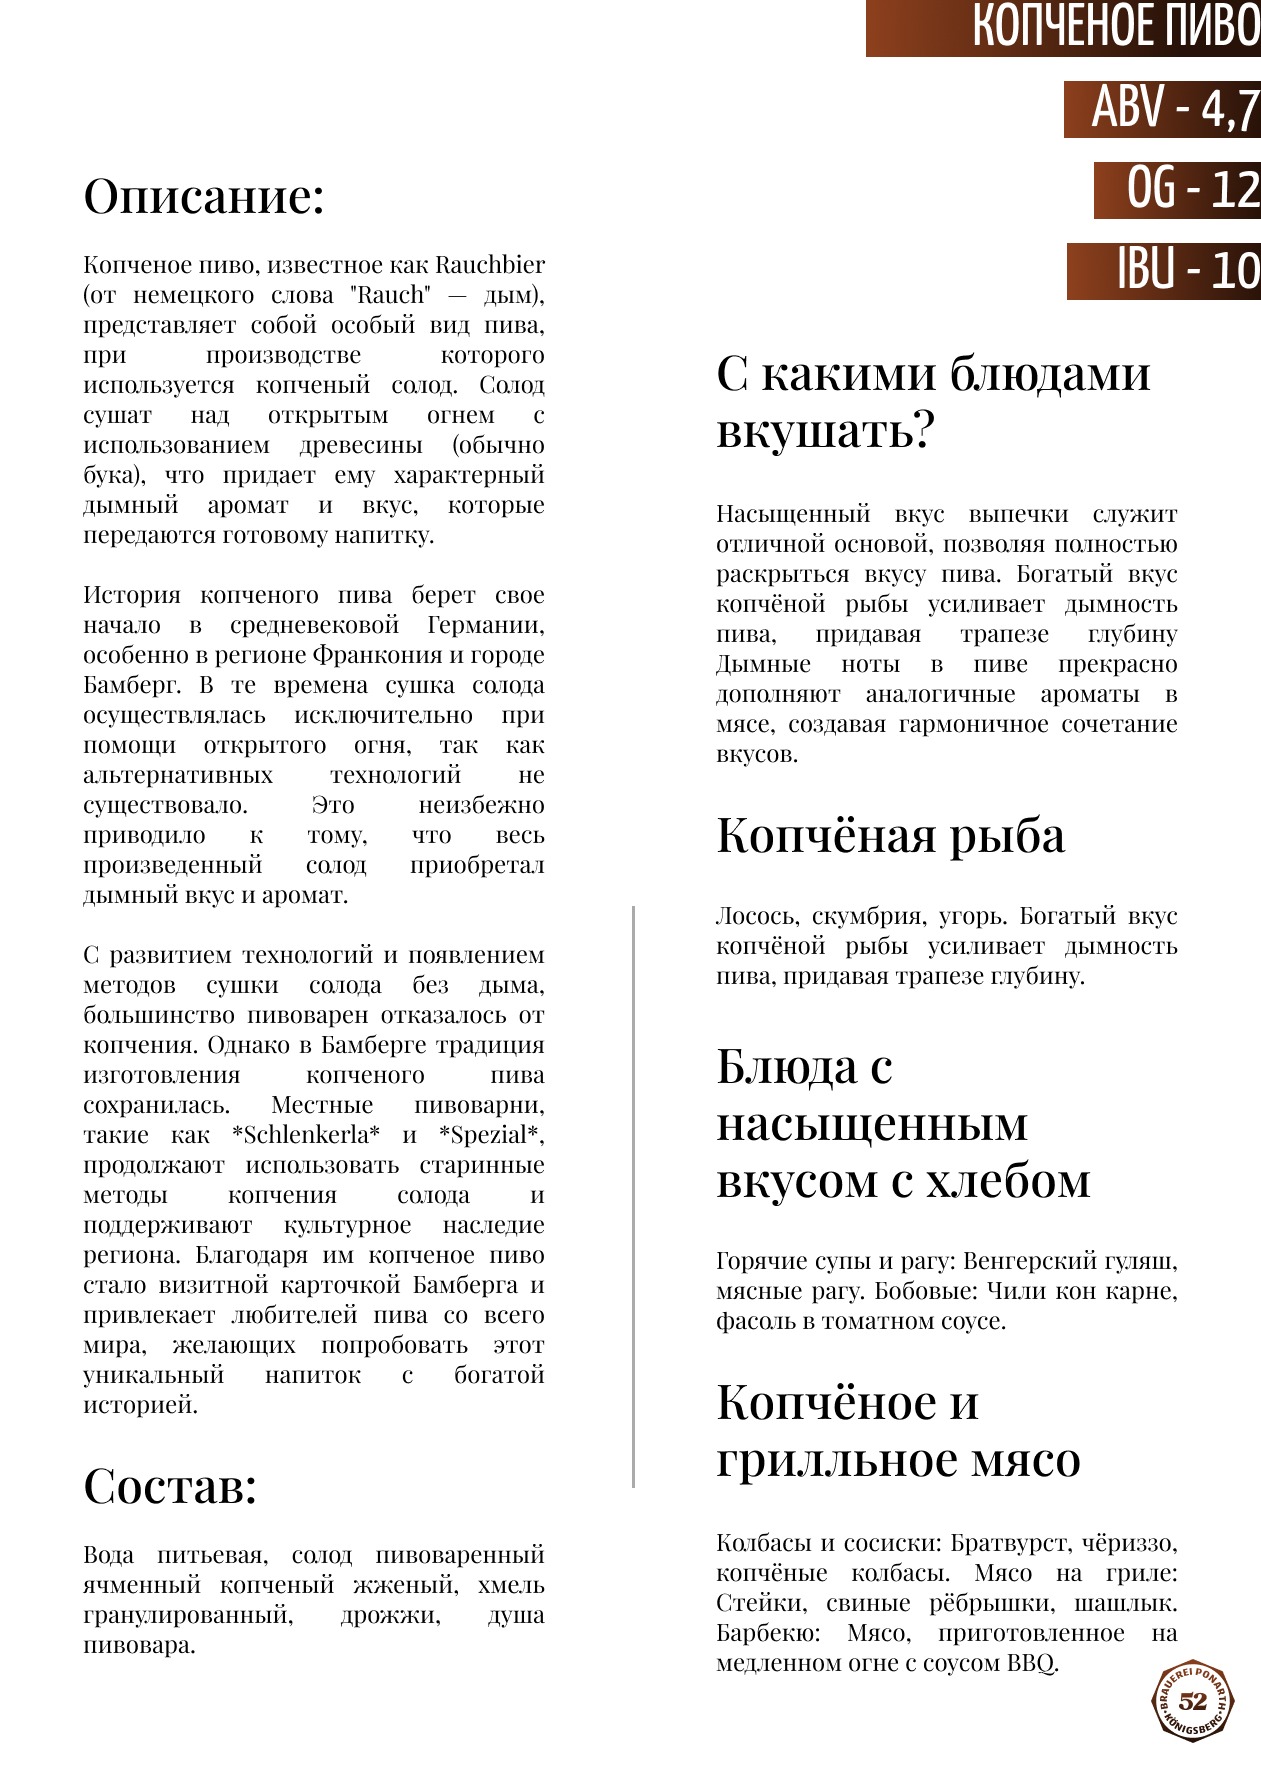 КОПЧЕНОЕ ПИВО
ABV - 4,7
OG - 12
IBU - 10
Описание:
Копченое пиво, известное как Rauchbier
(от немецкого слова "Rauch" — дым),
представляет собой особый вид пива,
при производстве которого
используется копченый солод. Солод
сушат над открытым огнем с
использованием древесины (обычно
бука), что придает ему характерный
дымный аромат и вкус, которые
передаются готовому напитку.
История копченого пива берет свое
начало в средневековой Германии,
особенно в регионе Франкония и городе
Бамберг. В те времена сушка солода
осуществлялась исключительно при
помощи открытого огня, так как
альтернативных технологий не
существовало. Это неизбежно
приводило к тому, что весь
произведенный солод приобретал
дымный вкус и аромат.
С развитием технологий и появлением
методов сушки солода без дыма,
большинство пивоварен отказалось от
копчения. Однако в Бамберге традиция
изготовления копченого пива
сохранилась. Местные пивоварни,
такие как *Schlenkerla* и *Spezial*,
продолжают использовать старинные
методы копчения солода и
поддерживают культурное наследие
региона. Благодаря им копченое пиво
стало визитной карточкой Бамберга и
привлекает любителей пива со всего
мира, желающих попробовать этот
уникальный напиток с богатой
историей.
Состав:
Вода питьевая, солод пивоваренный
ячменный копченый жженый, хмель
гранулированный, дрожжи, душа
пивовара.
С какими блюдами
вкушать?
Насыщенный вкус выпечки служит
отличной основой, позволяя полностью
раскрыться вкусу пива. Богатый вкус
копчёной рыбы усиливает дымность
пива, придавая трапезе глубину
Дымные ноты в пиве прекрасно
дополняют аналогичные ароматы в
мясе, создавая гармоничное сочетание
вкусов.
Копчёная рыба
Лосось, скумбрия, угорь. Богатый вкус
копчёной рыбы усиливает дымность
пива, придавая трапезе глубину.
Блюда с
насыщенным
вкусом с хлебом
Горячие супы и рагу: Венгерский гуляш,
мясные рагу. Бобовые: Чили кон карне,
фасоль в томатном соусе.
Копчёное и
грилльное мясо
Колбасы и сосиски: Братвурст, чёриззо,
копчёные колбасы. Мясо на гриле:
Стейки, свиные рёбрышки, шашлык.
Барбекю: Мясо, приготовленное на
медленном огне с соусом BBQ.
BRAUEREI PONARTH
52
KÖNIGSBERG